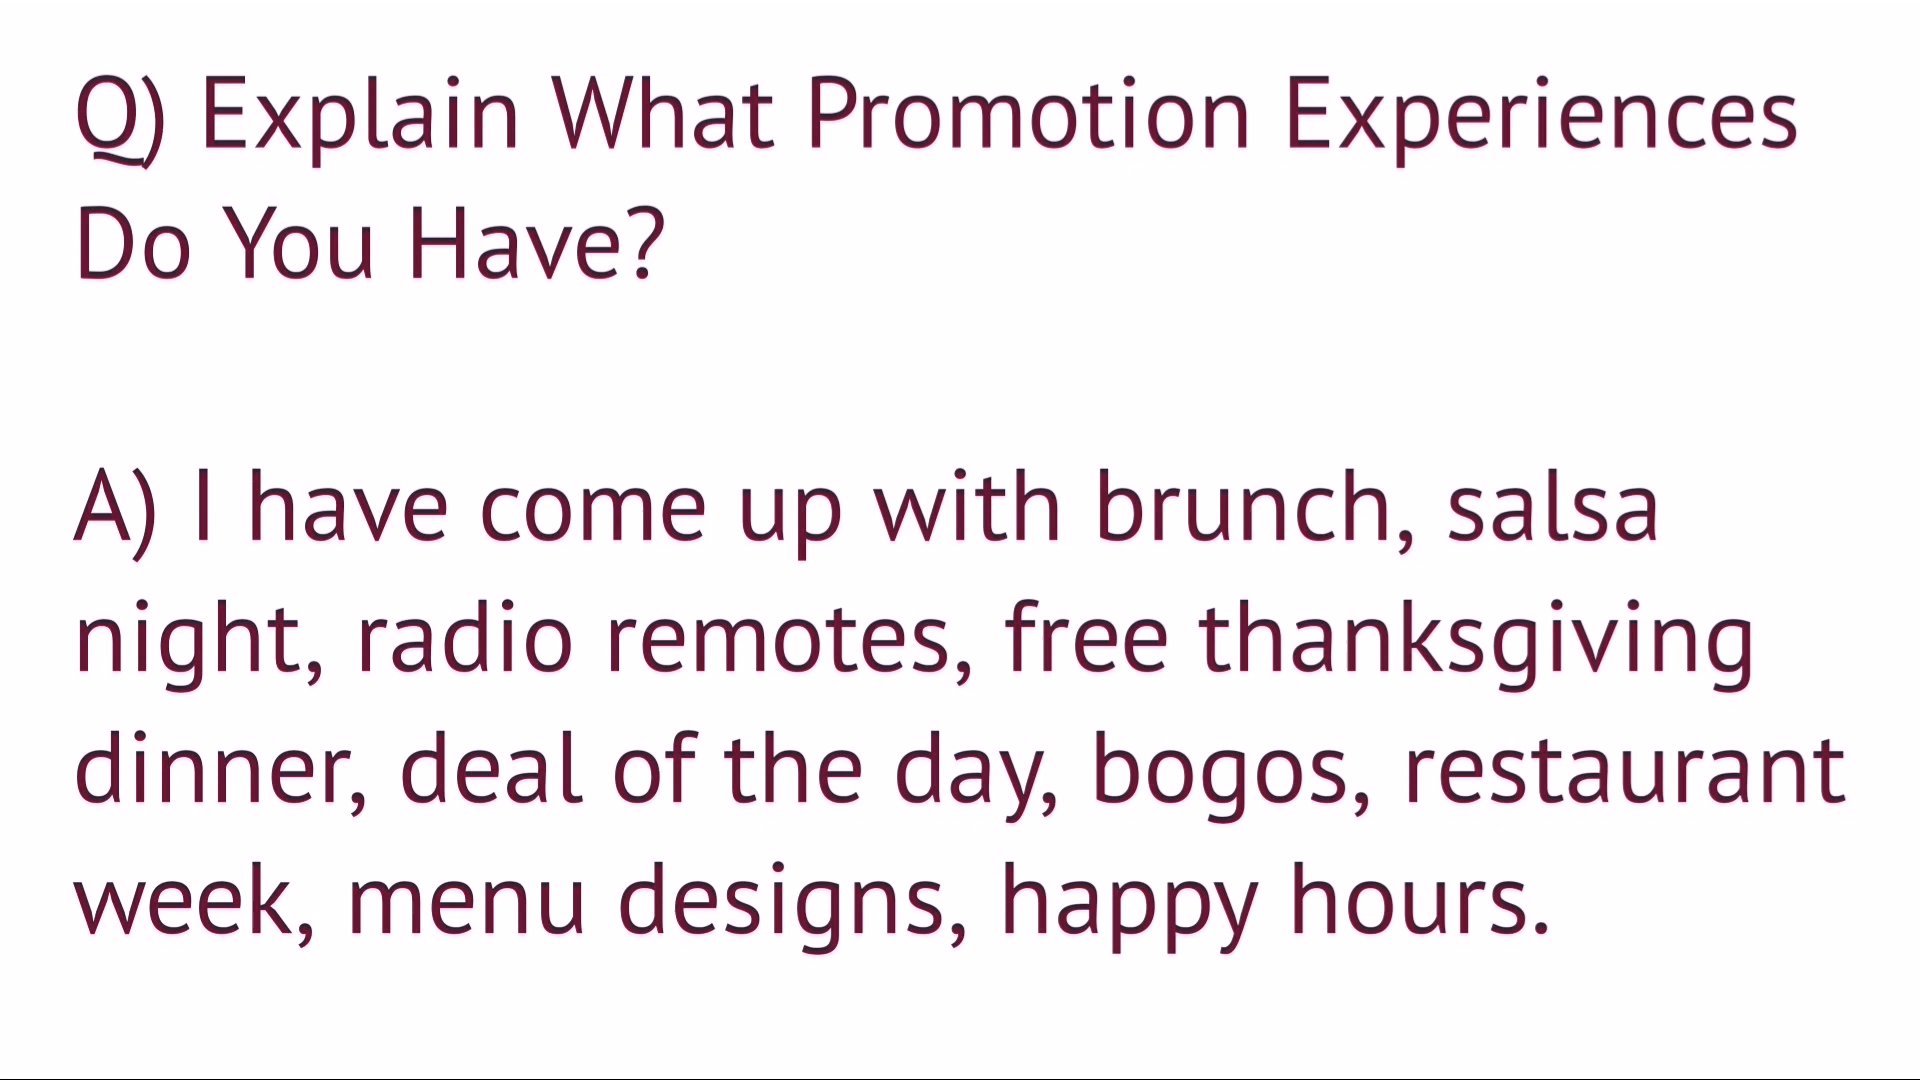 Q) Explain What Promotion Experiences
Do You Have?
A) I have come up with brunch, salsa
night, radio remotes, free thanksgiving
dinner, deal of the day, bogos, restaurant
week, menu designs, happy hours.